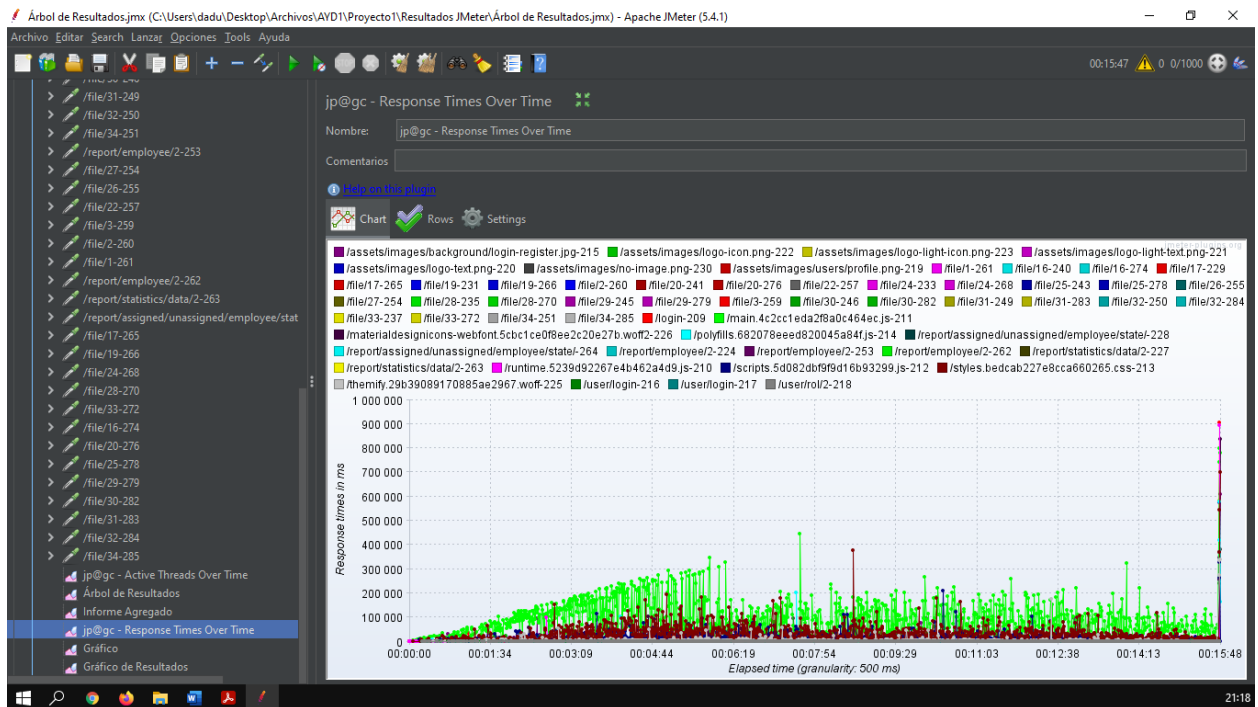 Árbol de Resultados.jmx (C:\Users\dadu\Desktop\Archivos\AYD1\Proyecto1\Resultados JMeter\Árbol de Resultados.jmx) - Apache JMeter (5.4.1)
Archivo Editar Search Lanzar Opciones Tools Ayuda
00:15:47 0 0/1000
/file/30-246
/file/31-249
/file/32-250
/file/34-251
/report/employee/2-253
/file/27-254
/file/26-255
/file/22-257
/file/3-259
/file/2-260
/file/1-261
/report/employee/2-262
/report/statistics/data/2-263
/report/assigned/unassigned/employee/stat
/file/17-265
/file/19-266
/file/24-268
/file/28-270
/file/33-272
/file/16-274
/file/20-276
/file/25-278
/file/29-279
/file/30-282
/file/31-283
/file/32-284
/file/34-285
jp@gc - Active Threads Over Time
Árbol de Resultados
Informe Agregado
jp@gc - Response Times Over Time
Gráfico
Gráfico de Resultados
jp@gc - Response Times Over Time
Nombre: jp@gc - Response Times Over Time
Comentarios
Help on this plugin
Chart Rows Settings
jmeter-plugins.org
/assets/images/background/login-register.jpg-215 /assets/images/logo-icon.png-222 /assets/images/logo-light-icon.png-223 /assets/images/logo-light-text.png-221
/assets/images/logo-text.png-220 /assets/images/no-image.png-230 /assets/images/users/profile.png-219 /file/1-261 /file/16-240 /file/16-274 /file/17-229
/file/17-265 /file/19-231 /file/19-266 /file/2-260 /file/20-241 /file/20-276 /file/22-257 /file/24-233 /file/24-268 /file/25-243 /file/25-278 /file/26-255
/file/27-254 /file/28-235 /file/28-270 /file/29-245 /file/29-279 /file/3-259 /file/30-246 /file/30-282 /file/31-249 /file/31-283 /file/32-250 /file/32-284
/file/33-237 /file/33-272 /file/34-251 /file/34-285 /login-209 /main.4c2cc1eda2f8a0c464ec.js-211
/materialdesignicons-webfont.5cbc1ce0f8ee2c20e27b.woff2-226 /polyfills.682078eeed820045a84f.js-214 /report/assigned/unassigned/employee/state/-228
/report/assigned/unassigned/employee/state/-264 /report/employee/2-224 /report/employee/2-253 /report/employee/2-262 /report/statistics/data/2-227
/report/statistics/data/2-263 /runtime.5239d92267e4b462a4d9.js-210 /scripts.5d082dbf9f9d16b93299.js-212 /styles.bedcab227e8cca660265.css-213
/themify.29b39089170885ae2967.woff-225 /user/login-216 /user/login-217 /user/rol/2-218
1 000 000
900 000
800 000
700 000
600 000
500 000
400 000
300 000
200 000
100 000
0
Response times in ms
00:00:00 00:01:34 00:03:09 00:04:44 00:06:19 00:07:54 00:09:29 00:11:03 00:12:38 00:14:13 00:15:48
Elapsed time (granularity: 500 ms)
21:18